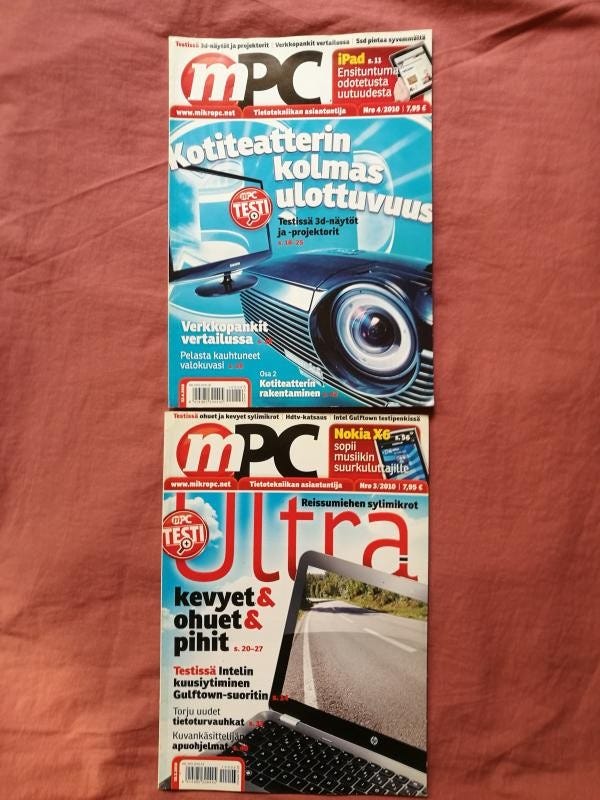 Testissä 3d-näytöt ja projektorit | Verkkopankit vertailussa | Ssd pintaa syvemmältä
mPC
iPad s. 11
Ensituntuma
odotetusta
uutuudesta
www.mikropc.net
Tietotekniikan asiantuntija
Nro 4/2010 | 7,95 €
Kotiteatterin
kolmas
ulottuvuus
mPC
TESTI
Testissä 3d-näytöt
ja -projektorit
s. 18–25
Verkkopankit
vertailussa
Pelasta kauhtuneet
valokuvasi
Osa 2
Kotiteatterin
rakentaminen
Testissä ohuet ja kevyet sylimikrot | Hdtv-katsaus | Intel Gulftown testipenkissä
mPC
Nokia X6 s. 56
sopii
musiikin
suurkuluttajille
www.mikropc.net
Tietotekniikan asiantuntija
Nro 3/2010 | 7,95 €
Reissumiehen sylimikrot
Ultra
mPC
TESTI
kevyet&
ohuet&
pihit s. 20–27
Testissä Intelin
kuusiytiminen
Gulftown-suoritin
Torju uudet
tietoturvauhkat
Kuvankäsittelijän
apuohjelmat
hp